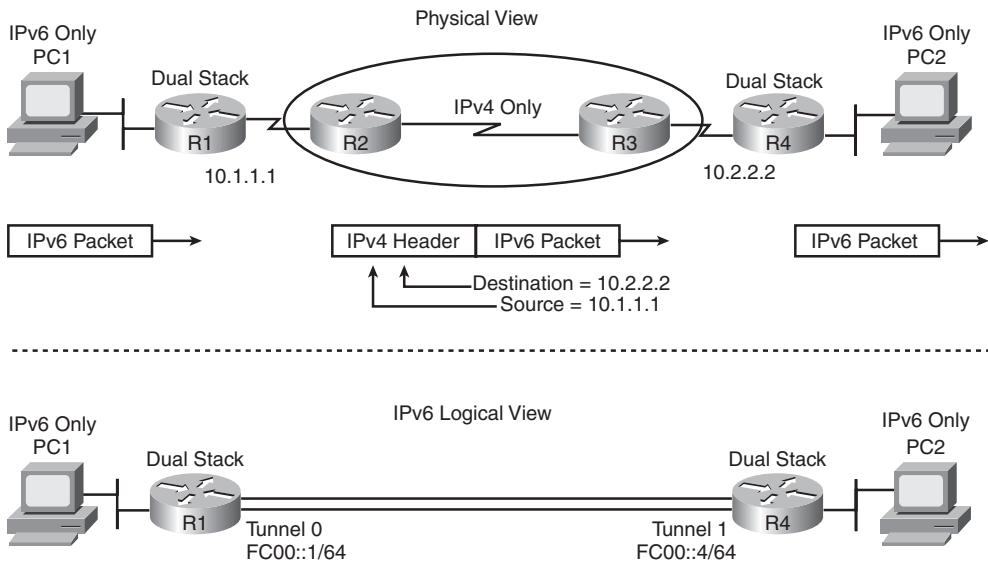 Physical View
IPv6 Only
PC1
Dual Stack
R1
10.1.1.1
R2
IPv4 Only
R3
10.2.2.2
Dual Stack
R4
IPv6 Only
PC2
IPv6 Packet
IPv4 Header
IPv6 Packet
IPv6 Packet
Destination = 10.2.2.2
Source = 10.1.1.1
IPv6 Logical View
IPv6 Only
PC1
Dual Stack
R1
Tunnel 0
FC00::1/64
Dual Stack
R4
Tunnel 1
FC00::4/64
IPv6 Only
PC2